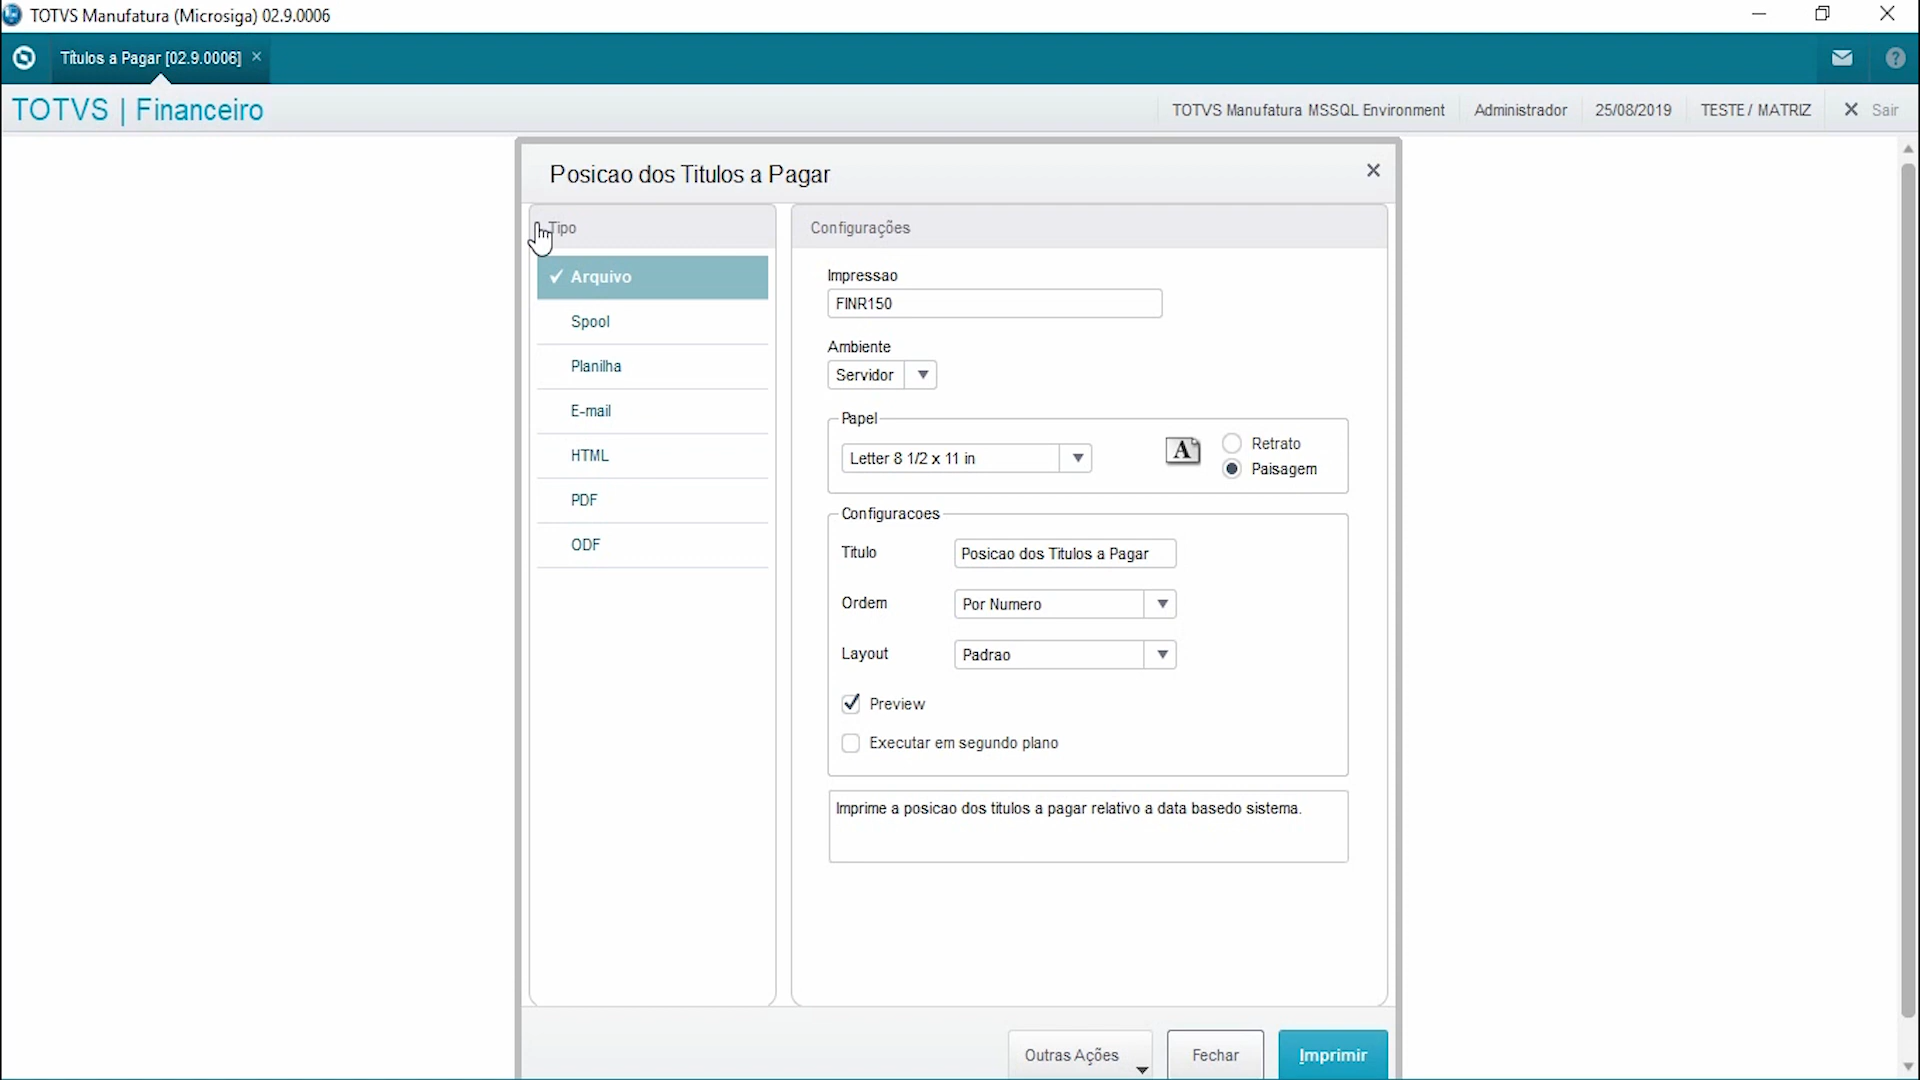 TOTVS Manufatura (Microsiga) 02.9.0006
Títulos a Pagar [02.9.0006]
TOTVS | Financeiro
TOTVS Manufatura MSSQL Environment
Administrador
25/08/2019
TESTE / MATRIZ
Sair
Posicao dos Titulos a Pagar
Tipo
Arquivo
Spool
Planilha
E-mail
HTML
PDF
ODF
Configurações
Impressao
FINR150
Ambiente
Servidor
Papel
Letter 8 1/2 x 11 in
A
Retrato
Paisagem
Configuracoes
Titulo
Posicao dos Titulos a Pagar
Ordem
Por Numero
Layout
Padrao
Preview
Executar em segundo plano
Imprime a posicao dos titulos a pagar relativo a data basedo sistema.
Outras Ações
Fechar
Imprimir